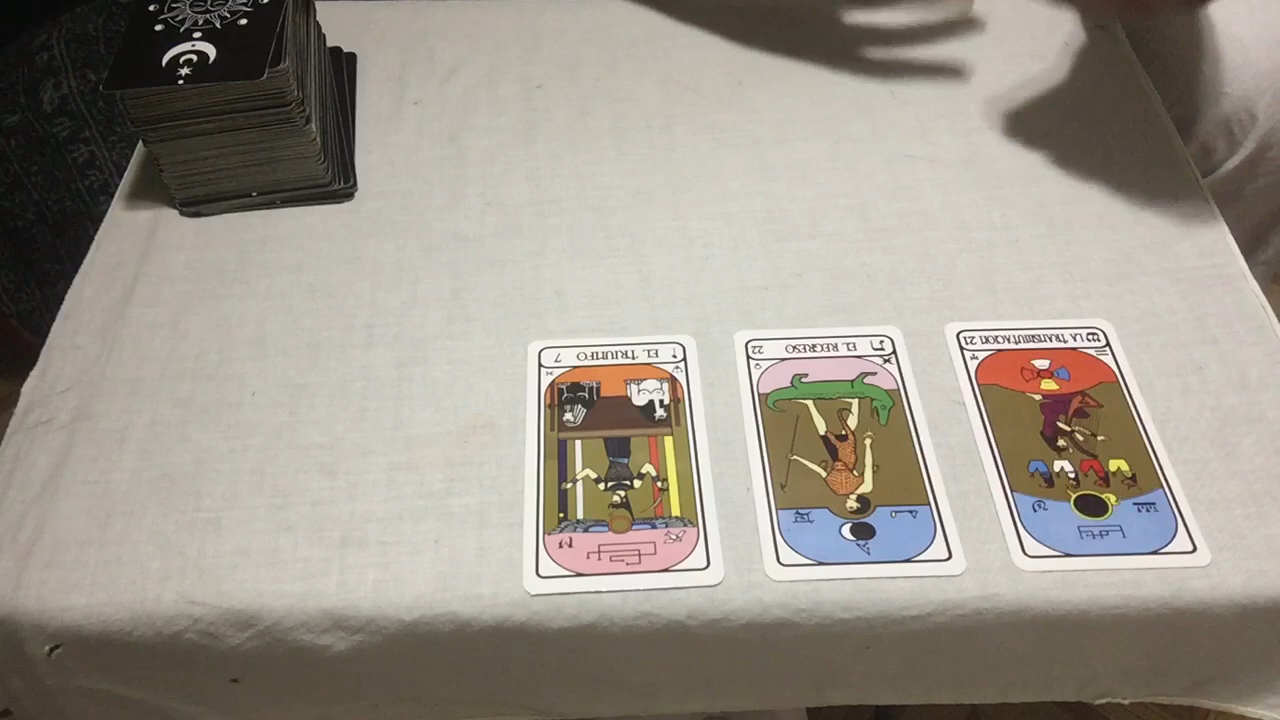 EL TRIUNFO 7
EL REGRESO 22
LA TRANSMUTACION 21